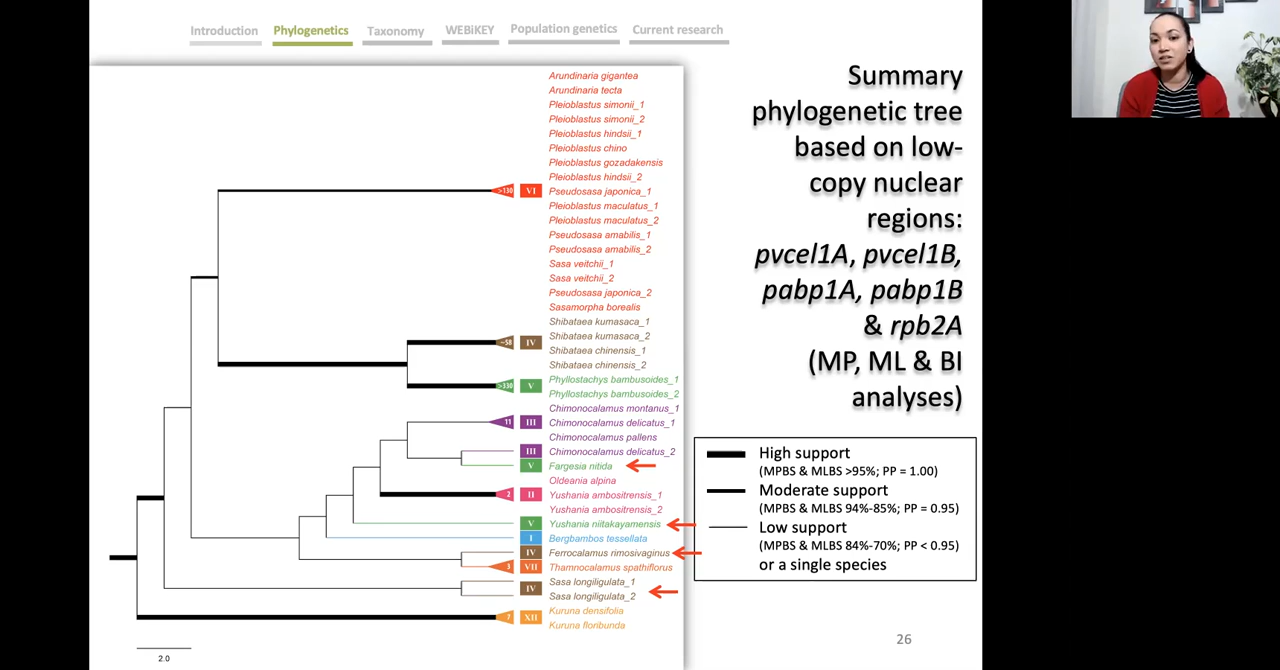 Introduction
Phylogenetics
Taxonomy
WEBiKEY
Population genetics
Current research
Arundinaria gigantea
Arundinaria tecta
Pleioblastus simonii_1
Pleioblastus simonii_2
Pleioblastus hindsii_1
Pleioblastus chino
Pleioblastus gozadakensis
Pleioblastus hindsii_2
>130 VI Pseudosasa japonica_1
Pleioblastus maculatus_1
Pleioblastus maculatus_2
Pseudosasa amabilis_1
Pseudosasa amabilis_2
Sasa veitchii_1
Sasa veitchii_2
Pseudosasa japonica_2
Sasamorpha borealis
Shibataea kumasaca_1
Shibataea kumasaca_2
~58 IV
Shibataea chinensis_1
Shibataea chinensis_2
Phyllostachys bambusoides_1
>330 V
Phyllostachys bambusoides_2
Chimonocalamus montanus_1
11 III Chimonocalamus delicatus_1
Chimonocalamus pallens
III Chimonocalamus delicatus_2
V Fargesia nitida
Oldeania alpina
2 II Yushania ambositrensis_1
Yushania ambositrensis_2
V Yushania niitakayamensis
I Bergbambos tessellata
IV Ferrocalamus rimosivaginus
3 VII Thamnocalamus spathiflorus
Sasa longiligulata_1
IV
Sasa longiligulata_2
Kuruna densifolia
7 XII
Kuruna floribunda
2.0
Summary
phylogenetic tree
based on low-
copy nuclear
regions:
pvcel1A, pvcel1B,
pabp1A, pabp1B
& rpb2A
(MP, ML & BI
analyses)
High support
(MPBS & MLBS >95%; PP = 1.00)
Moderate support
(MPBS & MLBS 94%-85%; PP = 0.95)
Low support
(MPBS & MLBS 84%-70%; PP < 0.95)
or a single species
26